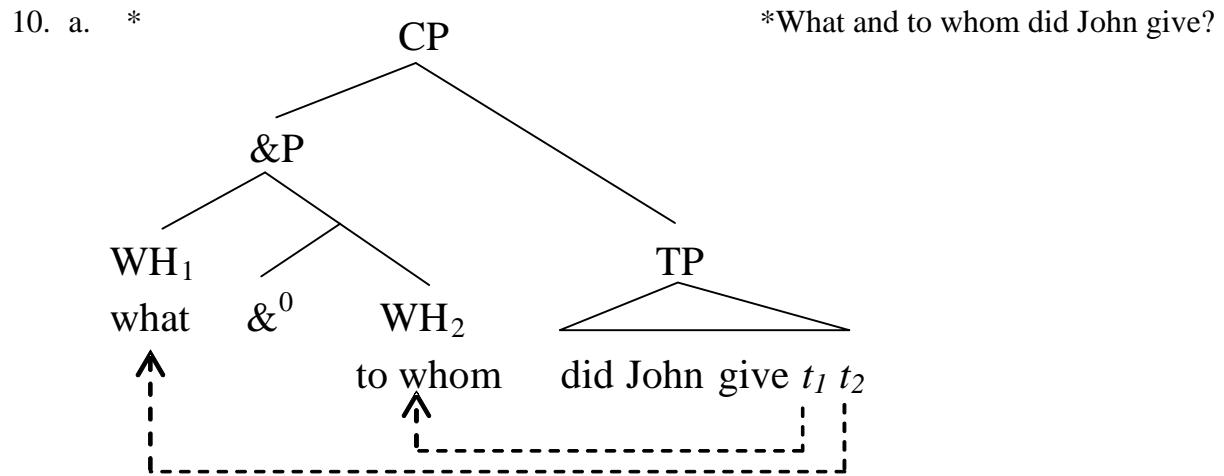 10. a. * *What and to whom did John give?
CP
&P
WH₁ TP
what &⁰ WH₂
to whom did John give t₁ t₂